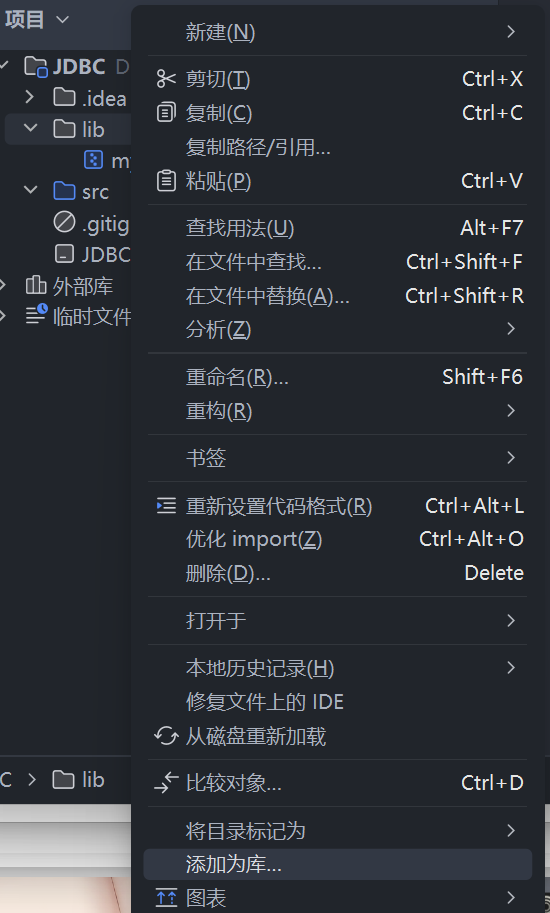 项目
JDBC D
.idea
lib
my
src
.gitig
JDBC
外部库
临时文件
C > lib
新建(N)
剪切(T) Ctrl+X
复制(C) Ctrl+C
复制路径/引用...
粘贴(P) Ctrl+V
查找用法(U) Alt+F7
在文件中查找... Ctrl+Shift+F
在文件中替换(A)... Ctrl+Shift+R
分析(Z)
重命名(R)... Shift+F6
重构(R)
书签
重新设置代码格式(R) Ctrl+Alt+L
优化 import(Z) Ctrl+Alt+O
删除(D)... Delete
打开于
本地历史记录(H)
修复文件上的 IDE
从磁盘重新加载
比较对象... Ctrl+D
将目录标记为
添加为库...
图表